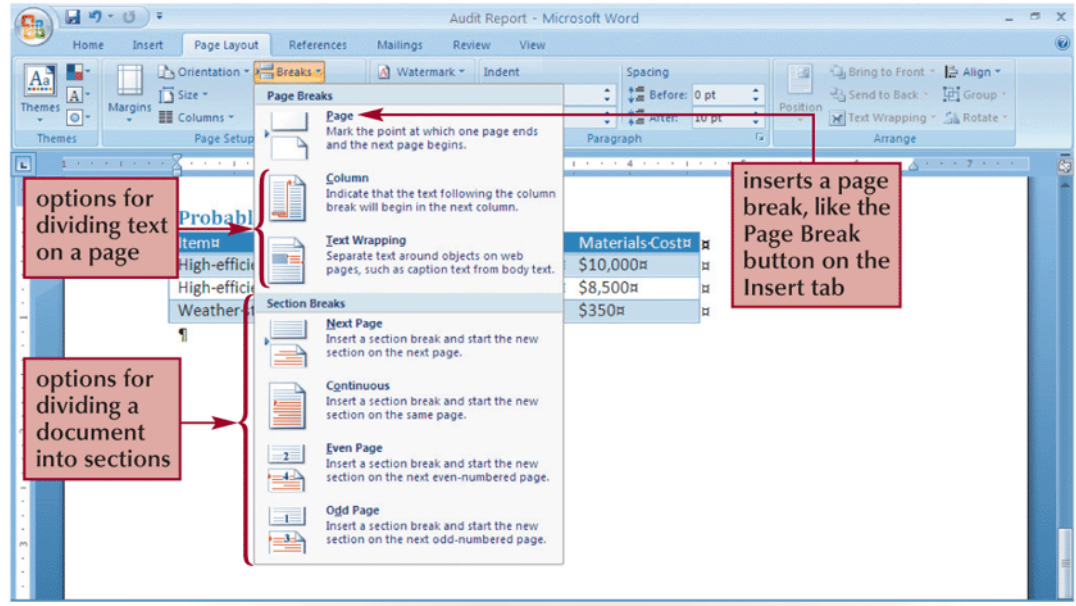 Audit Report - Microsoft Word
Home Insert Page Layout References Mailings Review View
Orientation Breaks Watermark Indent Spacing Bring to Front Align
Aa Size Before: 0 pt Send to Back Group
Themes Margins Columns After: 10 pt Position Text Wrapping Rotate
Themes Page Setup Paragraph Arrange
Page Breaks
Page
Mark the point at which one page ends
and the next page begins.
Column
Indicate that the text following the column
break will begin in the next column.
Text Wrapping
Separate text around objects on web
pages, such as caption text from body text.
Section Breaks
Next Page
Insert a section break and start the new
section on the next page.
Continuous
Insert a section break and start the new
section on the same page.
Even Page
Insert a section break and start the new
section on the next even-numbered page.
Odd Page
Insert a section break and start the new
section on the next odd-numbered page.
options for
dividing text
on a page
options for
dividing a
document
into sections
inserts a page
break, like the
Page Break
button on the
Insert tab
Probabl
Item¤ Materials·Cost¤ ¤
High-efficie $10,000¤ ¤
High-efficie $8,500¤ ¤
Weather-st $350¤ ¤
¶